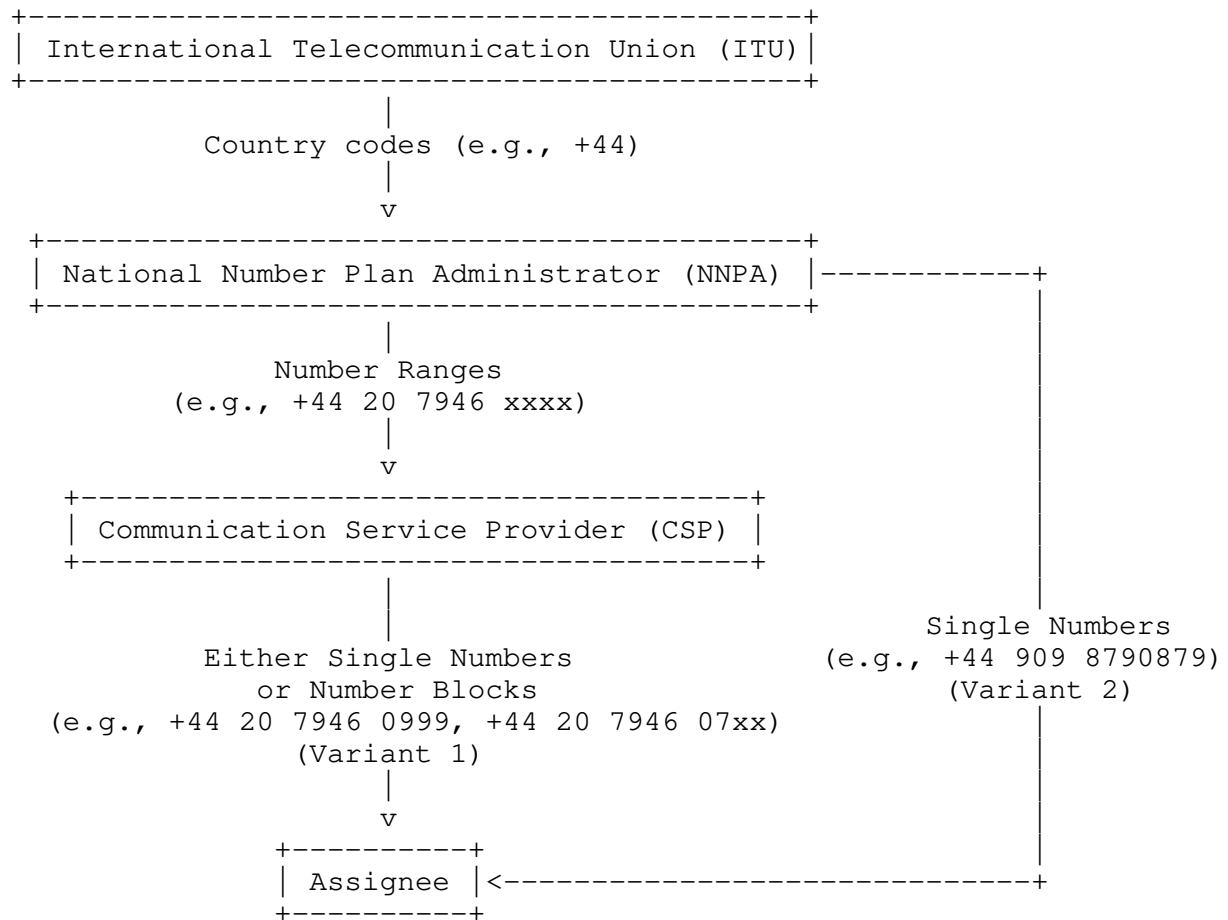 International Telecommunication Union (ITU)
Country codes (e.g., +44)
v
National Number Plan Administrator (NNPA)
Number Ranges
(e.g., +44 20 7946 xxxx)
v
Communication Service Provider (CSP)
Either Single Numbers
or Number Blocks
(e.g., +44 20 7946 0999, +44 20 7946 07xx)
(Variant 1)
Single Numbers
(e.g., +44 909 8790879)
(Variant 2)
v
Assignee